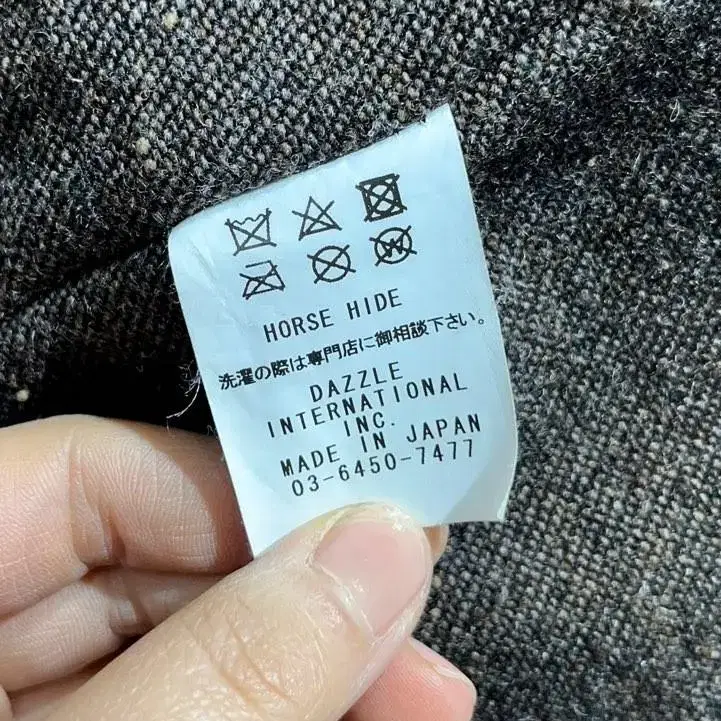 HORSE HIDE
洗濯の際は専門店に御相談下さい。
DAZZLE
INTERNATIONAL
INC.
MADE IN JAPAN
03-6450-7477